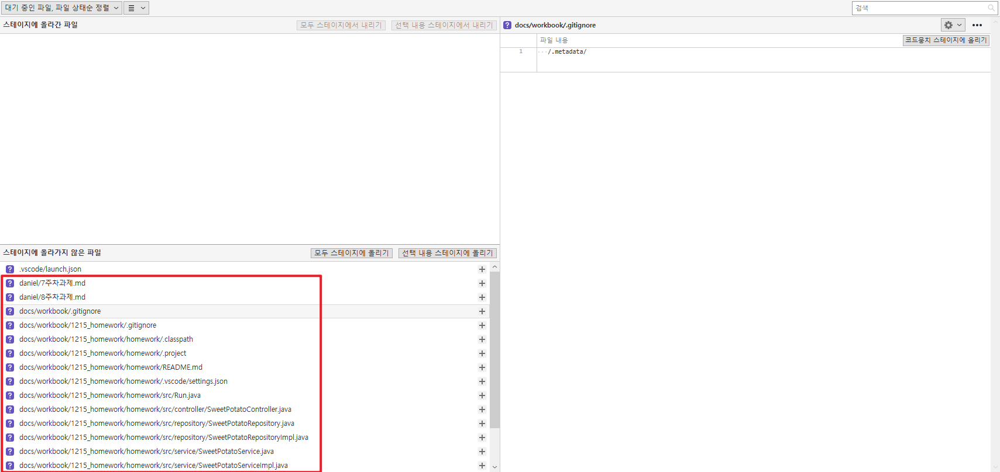 대기 중인 파일, 파일 상태순 정렬
검색
스테이지에 올라간 파일
모두 스테이지에서 내리기
선택 내용 스테이지에서 내리기
docs/workbook/.gitignore
파일 내용
코드뭉치 스테이지에 올리기
1 ···/.metadata/
스테이지에 올라가지 않은 파일
모두 스테이지에 올리기
선택 내용 스테이지에 올리기
.vscode/launch.json
daniel/7주차과제.md
daniel/8주차과제.md
docs/workbook/.gitignore
docs/workbook/1215_homework/.gitignore
docs/workbook/1215_homework/homework/.classpath
docs/workbook/1215_homework/homework/.project
docs/workbook/1215_homework/homework/README.md
docs/workbook/1215_homework/homework/.vscode/settings.json
docs/workbook/1215_homework/homework/src/Run.java
docs/workbook/1215_homework/homework/src/controller/SweetPotatoController.java
docs/workbook/1215_homework/homework/src/repository/SweetPotatoRepository.java
docs/workbook/1215_homework/homework/src/repository/SweetPotatoRepositoryImpl.java
docs/workbook/1215_homework/homework/src/service/SweetPotatoService.java
docs/workbook/1215_homework/homework/src/service/SweetPotatoServiceImpl.java